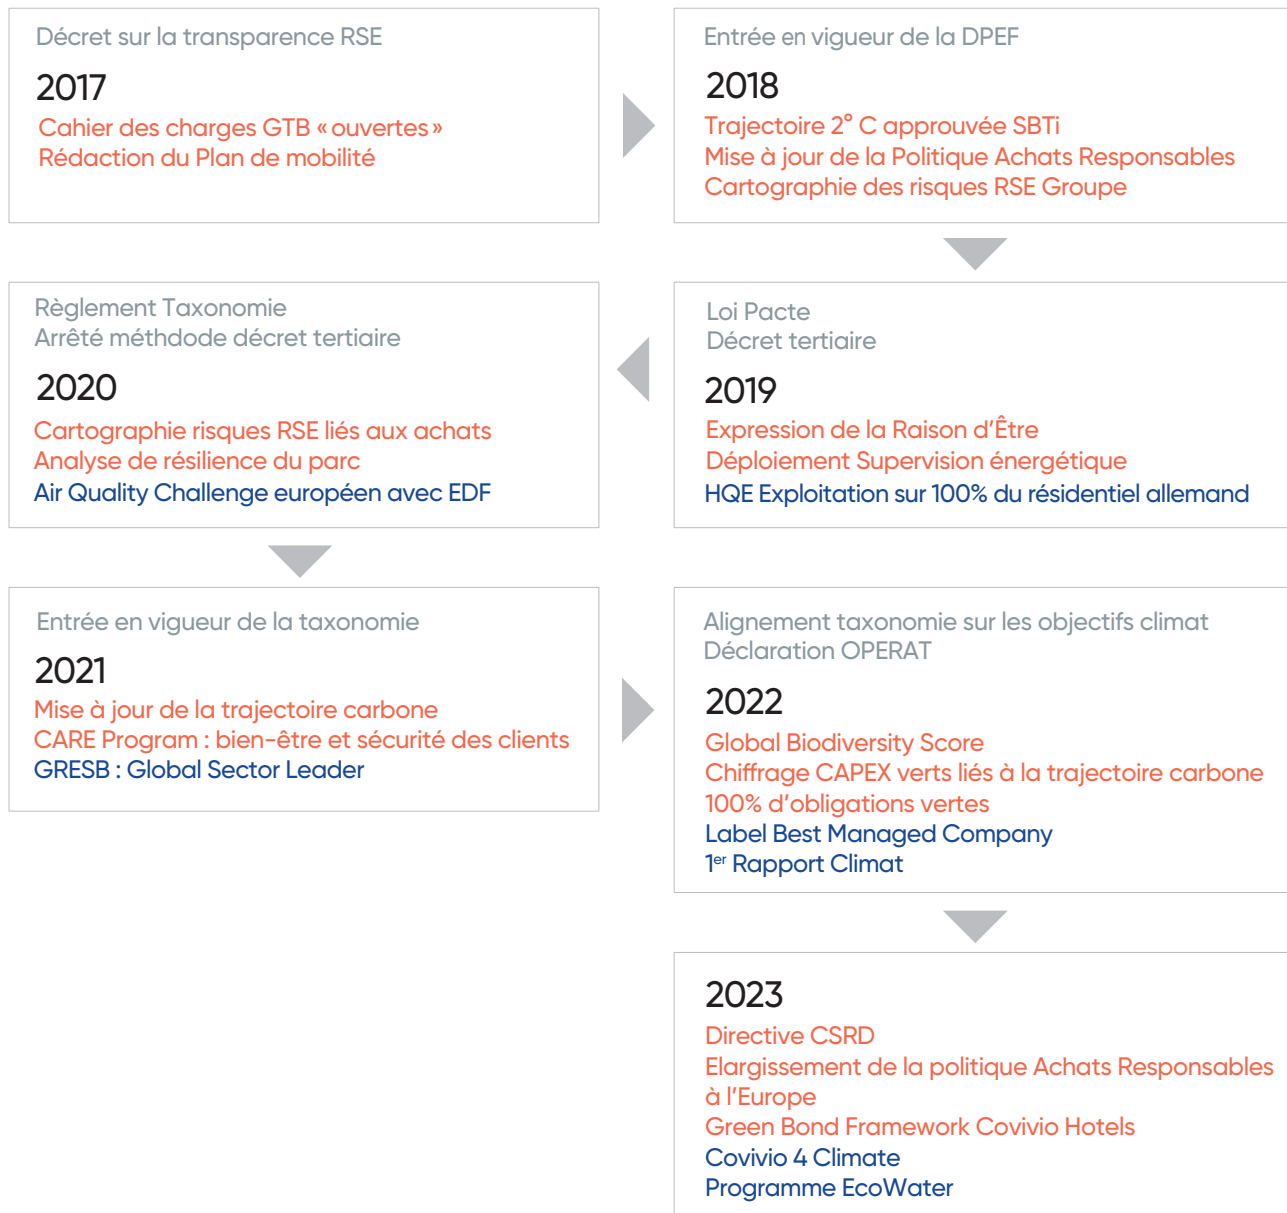 Décret sur la transparence RSE
2017
Cahier des charges GTB « ouvertes »
Rédaction du Plan de mobilité
Entrée en vigueur de la DPEF
2018
Trajectoire 2° C approuvée SBTi
Mise à jour de la Politique Achats Responsables
Cartographie des risques RSE Groupe
Loi Pacte
Décret tertiaire
2019
Expression de la Raison d’Être
Déploiement Supervision énergétique
HQE Exploitation sur 100% du résidentiel allemand
Règlement Taxonomie
Arrêté méthdode décret tertiaire
2020
Cartographie risques RSE liés aux achats
Analyse de résilience du parc
Air Quality Challenge européen avec EDF
Entrée en vigueur de la taxonomie
2021
Mise à jour de la trajectoire carbone
CARE Program : bien-être et sécurité des clients
GRESB : Global Sector Leader
Alignement taxonomie sur les objectifs climat
Déclaration OPERAT
2022
Global Biodiversity Score
Chiffrage CAPEX verts liés à la trajectoire carbone
100% d’obligations vertes
Label Best Managed Company
1er Rapport Climat
2023
Directive CSRD
Elargissement de la politique Achats Responsables
à l’Europe
Green Bond Framework Covivio Hotels
Covivio 4 Climate
Programme EcoWater